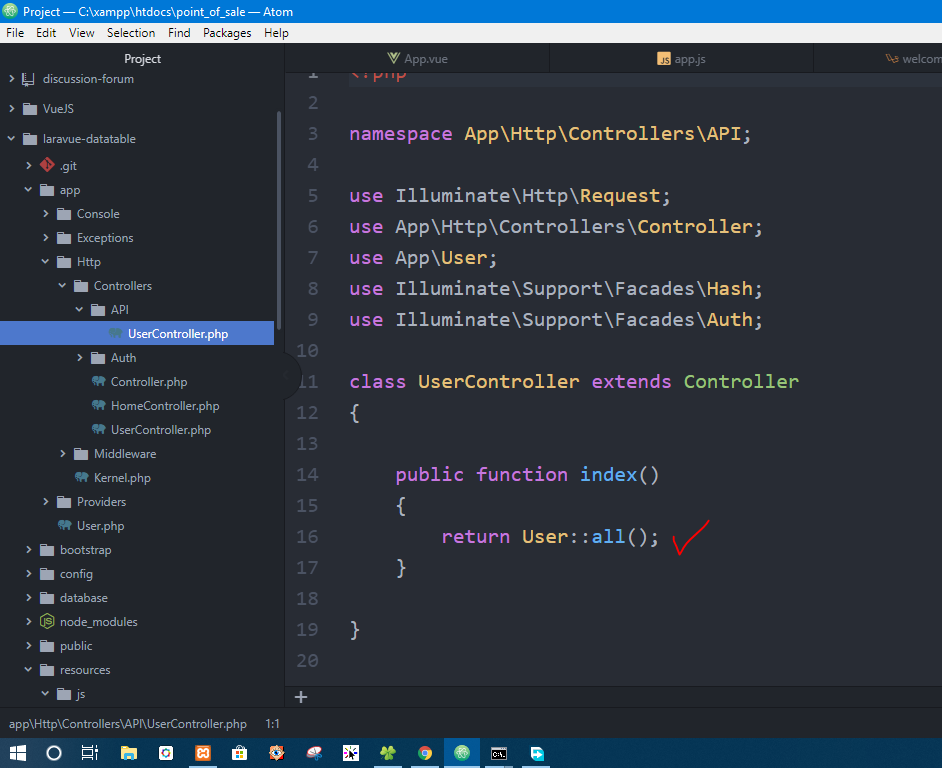 Project — C:\xampp\htdocs\point_of_sale — Atom
File Edit View Selection Find Packages Help
Project
discussion-forum
VueJS
laravue-datatable
.git
app
Console
Exceptions
Http
Controllers
API
UserController.php
Auth
Controller.php
HomeController.php
UserController.php
Middleware
Kernel.php
Providers
User.php
bootstrap
config
database
node_modules
public
resources
js
App.vue
JS app.js
welcom
1 <?php
2
3 namespace App\Http\Controllers\API;
4
5 use Illuminate\Http\Request;
6 use App\Http\Controllers\Controller;
7 use App\User;
8 use Illuminate\Support\Facades\Hash;
9 use Illuminate\Support\Facades\Auth;
10
11 class UserController extends Controller
12 {
13
14 public function index()
15 {
16 return User::all();
17 }
18
19 }
20
+
app\Http\Controllers\API\UserController.php 1:1